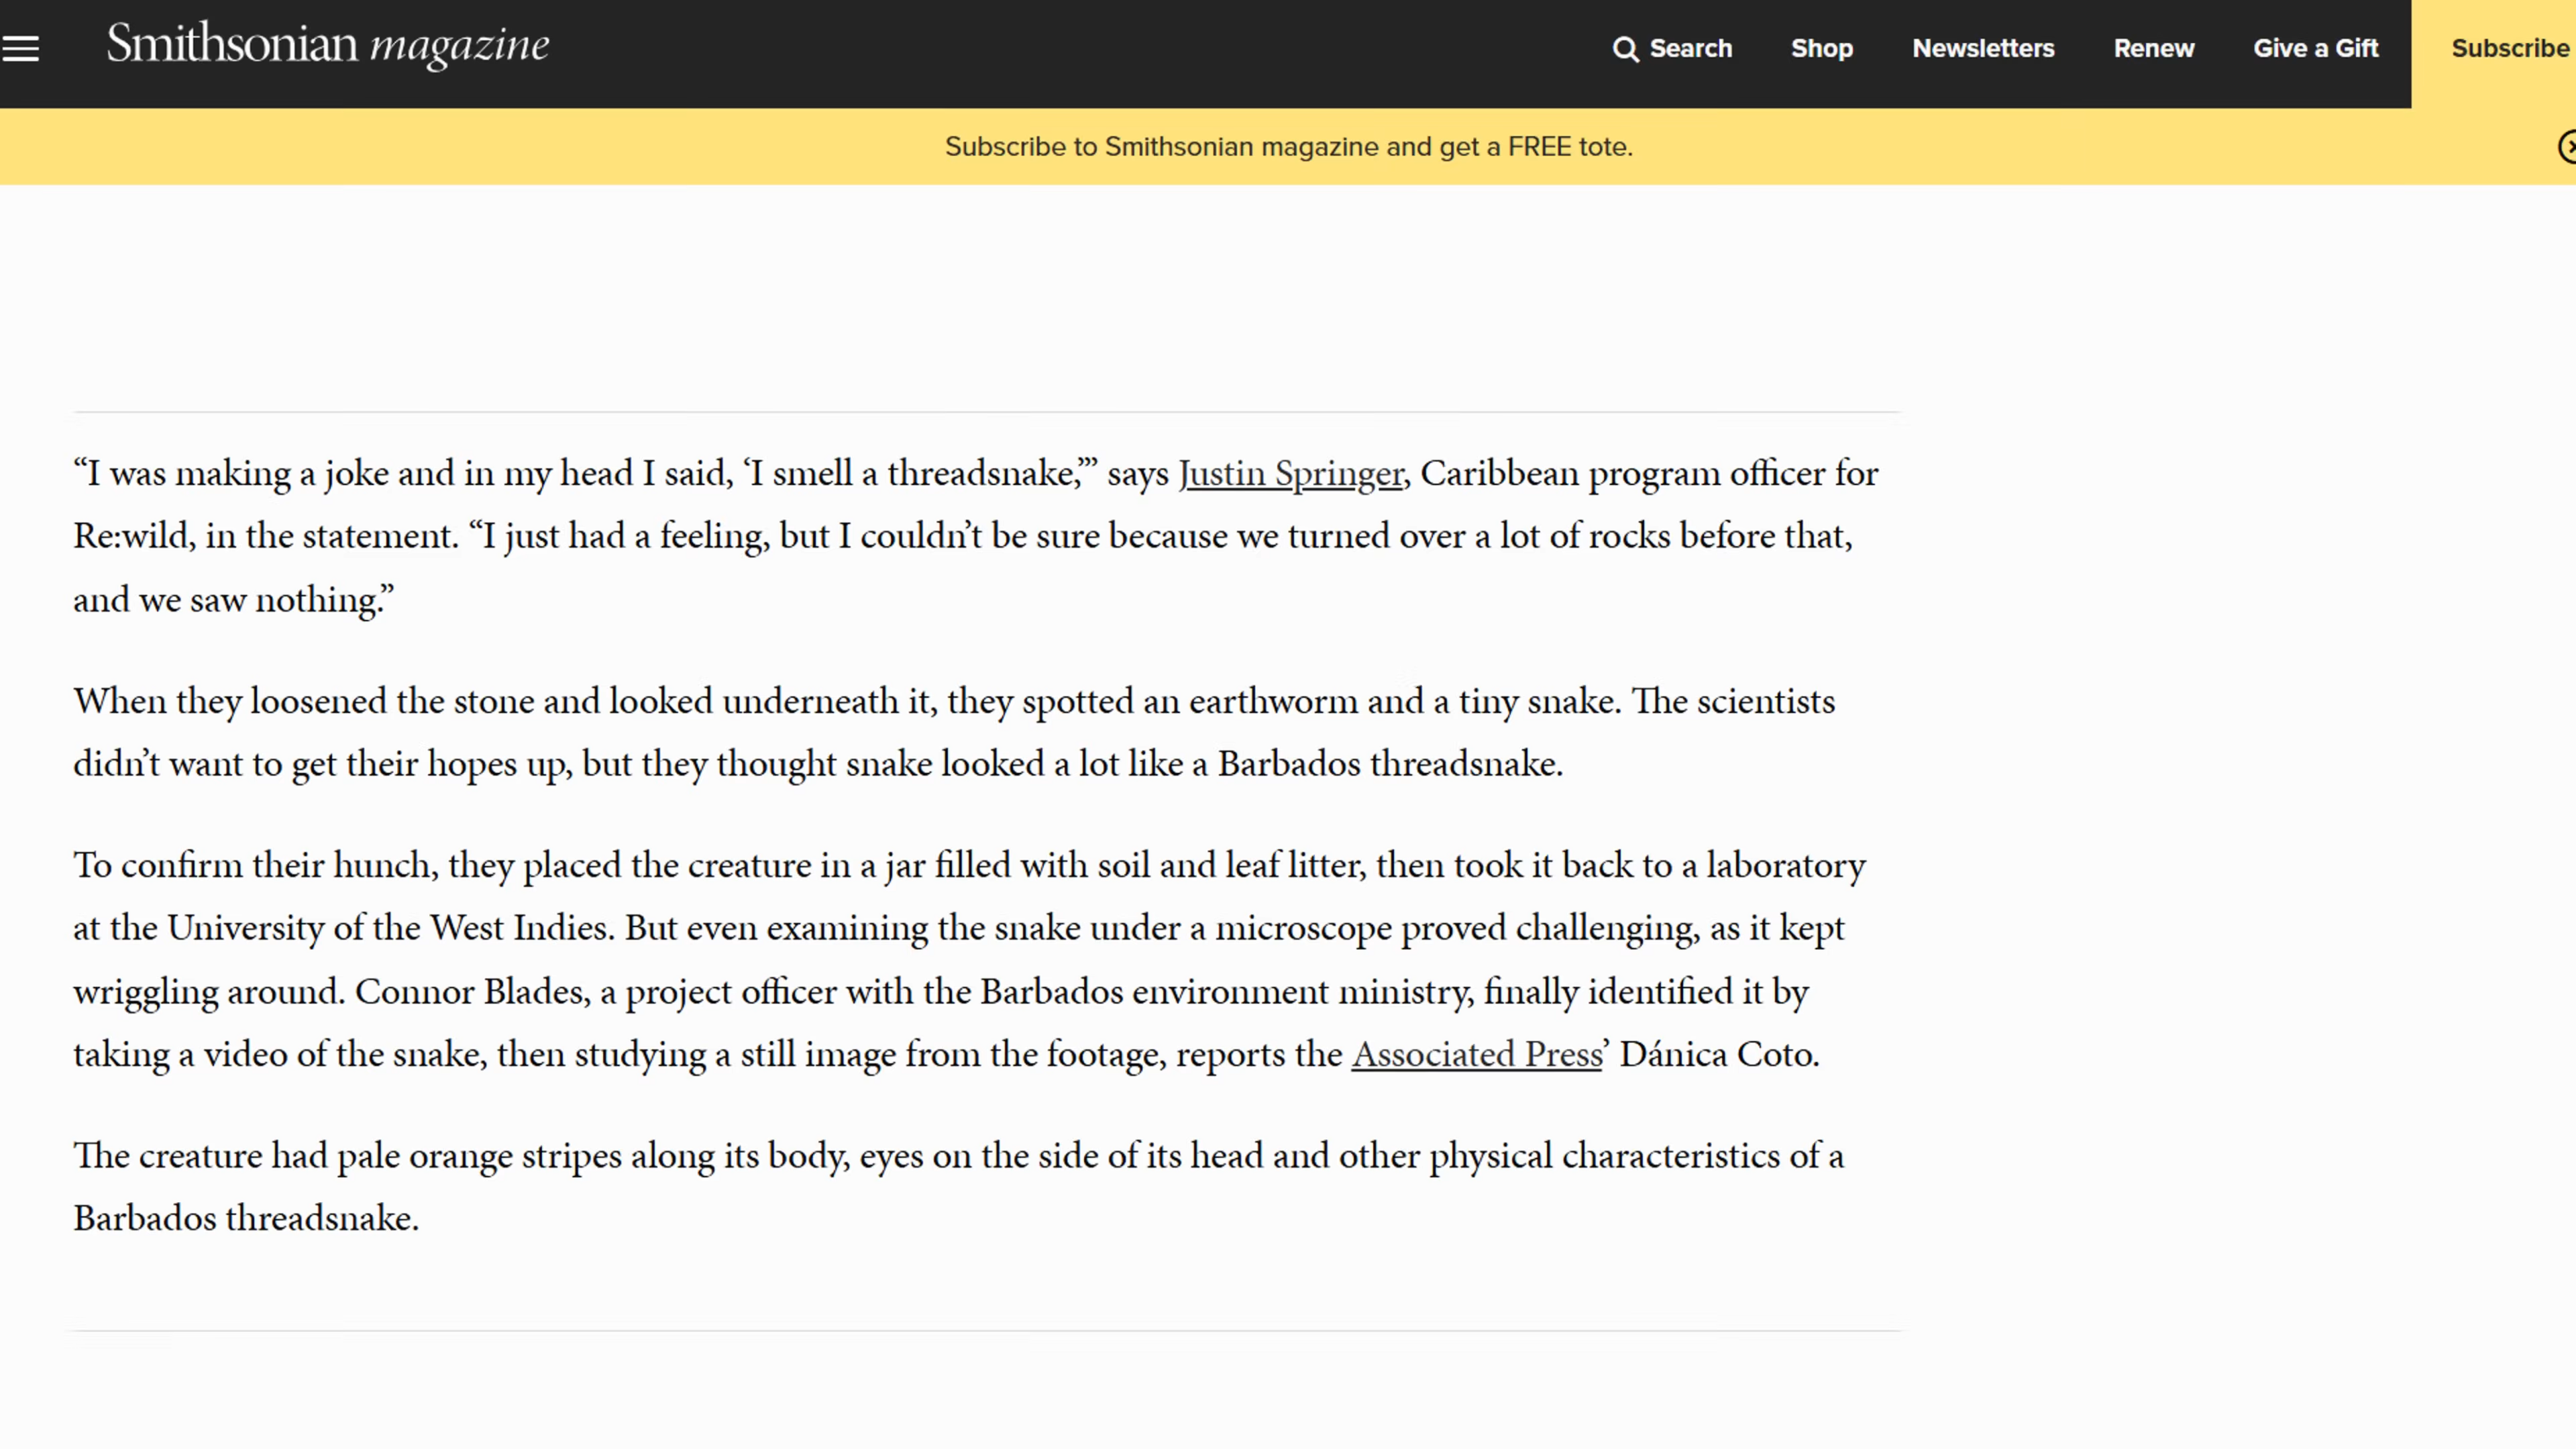 Smithsonian magazine
Search Shop Newsletters Renew Give a Gift Subscribe
Subscribe to Smithsonian magazine and get a FREE tote.
“I was making a joke and in my head I said, ‘I smell a threadsnake,’” says Justin Springer, Caribbean program officer for
Re:wild, in the statement. “I just had a feeling, but I couldn’t be sure because we turned over a lot of rocks before that,
and we saw nothing.”
When they loosened the stone and looked underneath it, they spotted an earthworm and a tiny snake. The scientists
didn’t want to get their hopes up, but they thought snake looked a lot like a Barbados threadsnake.
To confirm their hunch, they placed the creature in a jar filled with soil and leaf litter, then took it back to a laboratory
at the University of the West Indies. But even examining the snake under a microscope proved challenging, as it kept
wriggling around. Connor Blades, a project officer with the Barbados environment ministry, finally identified it by
taking a video of the snake, then studying a still image from the footage, reports the Associated Press’ Dánica Coto.
The creature had pale orange stripes along its body, eyes on the side of its head and other physical characteristics of a
Barbados threadsnake.